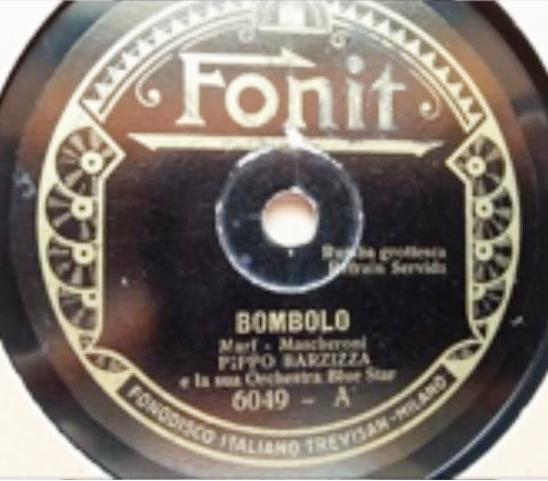 Fonit
Rumba grottesca
Refrain Servida
BOMBOLO
Marf - Mascheroni
PIPPO BARZIZZA
e la sua Orchestra Blue Star
6049 - A
FONODISCO ITALIANO TREVISAN - MILANO